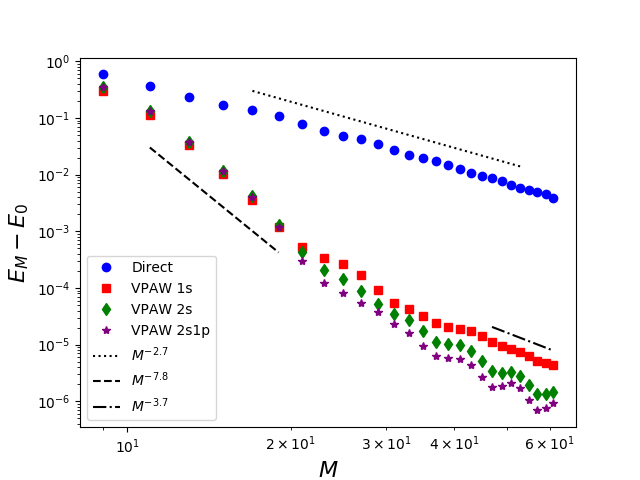 10⁰
10⁻¹
10⁻²
10⁻³
10⁻⁴
10⁻⁵
10⁻⁶
E_M − E_0
Direct
VPAW 1s
VPAW 2s
VPAW 2s1p
M^{−2.7}
M^{−7.8}
M^{−3.7}
10¹ 2 × 10¹ 3 × 10¹ 4 × 10¹ 6 × 10¹
M